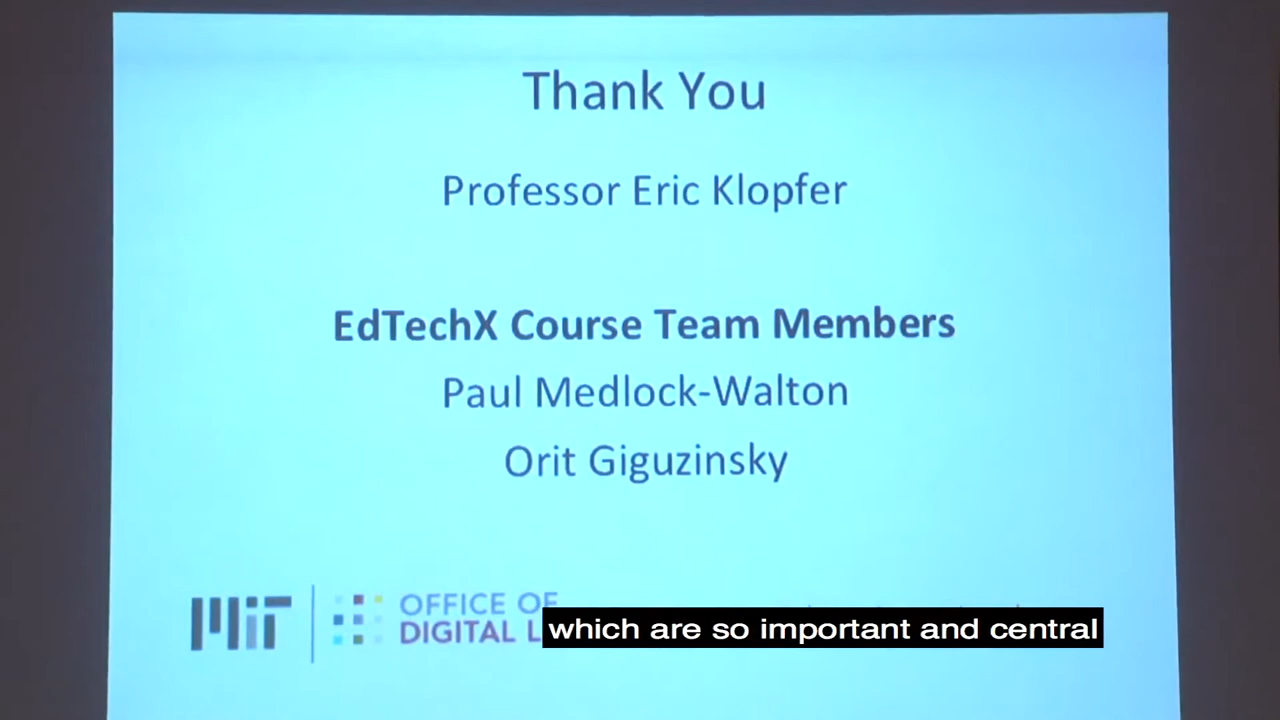 Thank You
Professor Eric Klopfer
EdTechX Course Team Members
Paul Medlock-Walton
Orit Giguzinsky
MIT
OFFICE OF
DIGITAL
which are so important and central